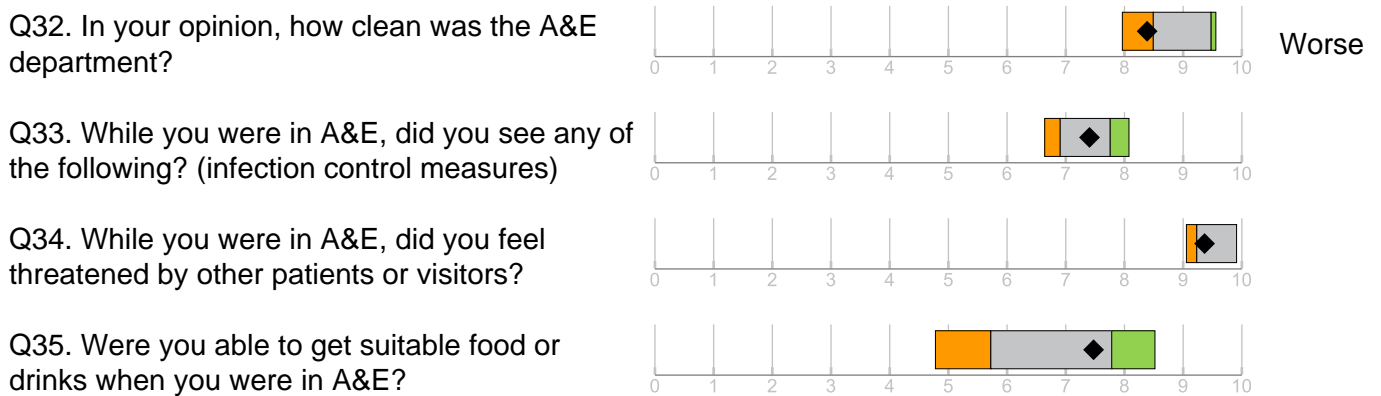 Q32. In your opinion, how clean was the A&E
department?
Worse
0 1 2 3 4 5 6 7 8 9 10
Q33. While you were in A&E, did you see any of
the following? (infection control measures)
0 1 2 3 4 5 6 7 8 9 10
Q34. While you were in A&E, did you feel
threatened by other patients or visitors?
0 1 2 3 4 5 6 7 8 9 10
Q35. Were you able to get suitable food or
drinks when you were in A&E?
0 1 2 3 4 5 6 7 8 9 10